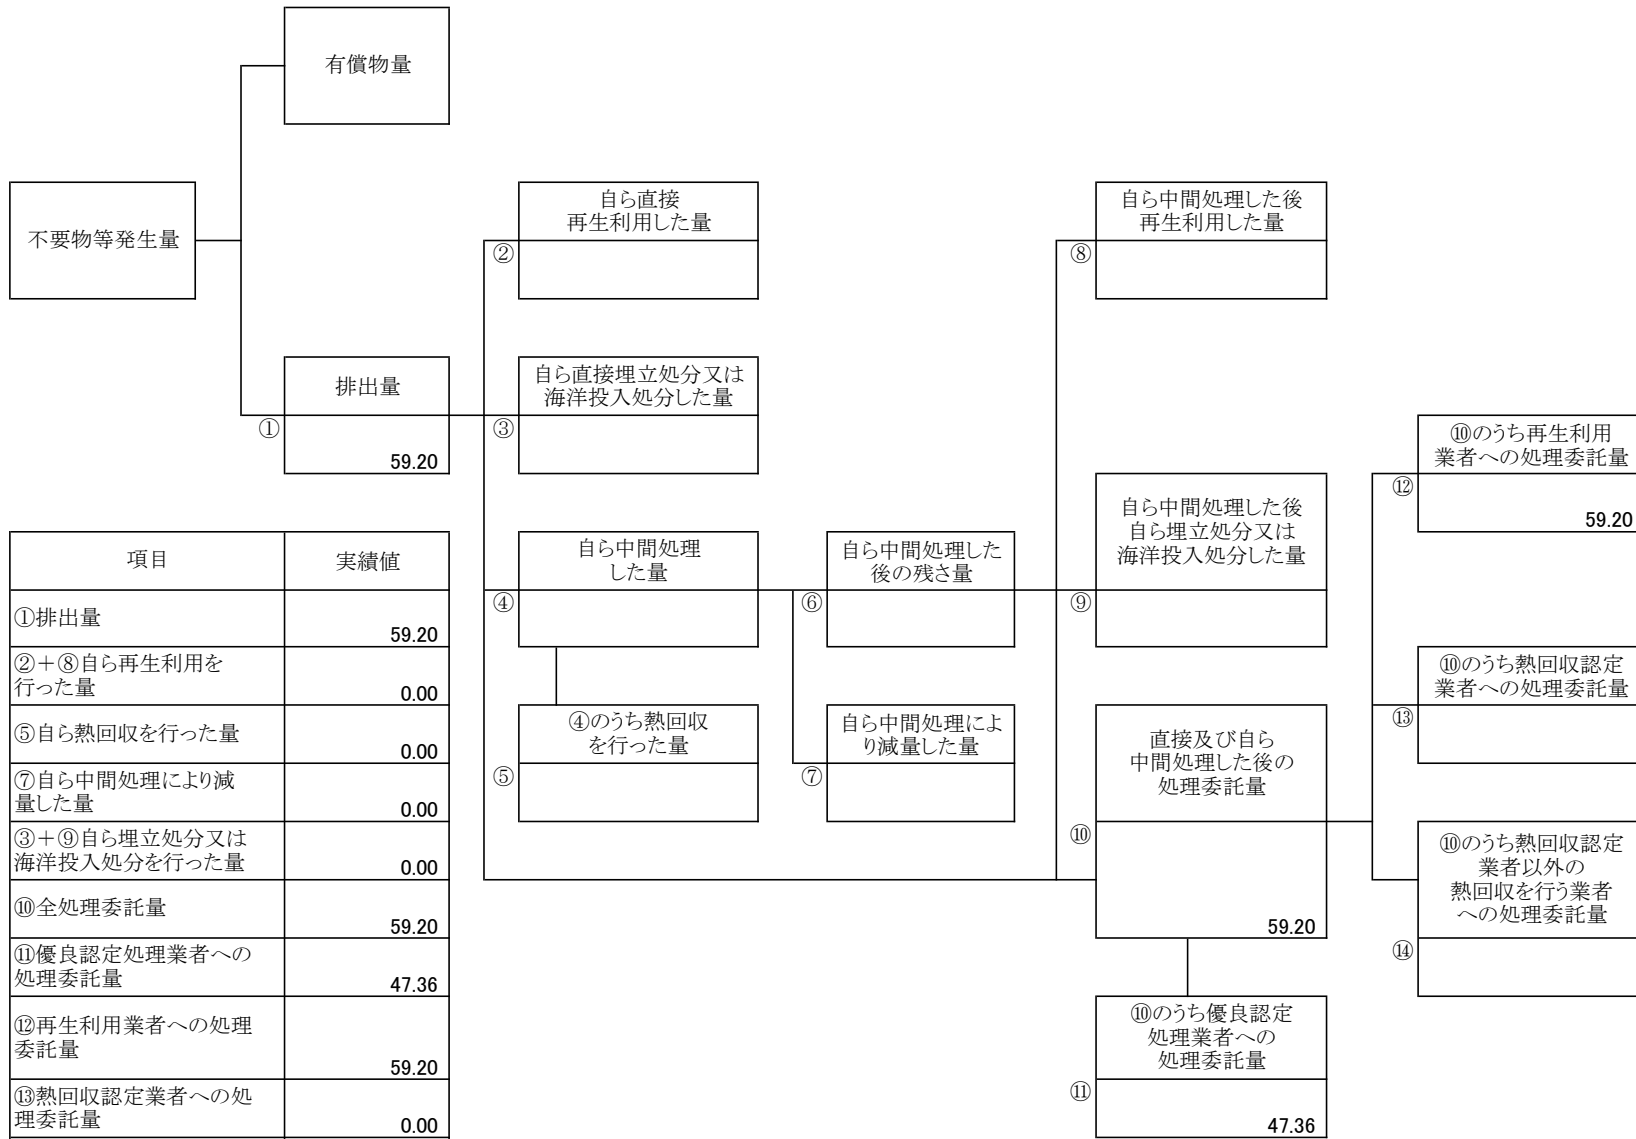 有償物量
不要物等発生量
自ら直接
再生利用した量
②
自ら中間処理した後
再生利用した量
⑧
排出量
①
59.20
自ら直接埋立処分又は
海洋投入処分した量
③
⑩のうち再生利用
業者への処理委託量
⑫
59.20
自ら中間処理
した量
④
自ら中間処理した
後の残さ量
⑥
自ら中間処理した後
自ら埋立処分又は
海洋投入処分した量
⑨
⑩のうち熱回収認定
業者への処理委託量
⑬
④のうち熱回収
を行った量
⑤
自ら中間処理によ
り減量した量
⑦
直接及び自ら
中間処理した後の
処理委託量
⑩
59.20
⑩のうち熱回収認定
業者以外の
熱回収を行う業者
への処理委託量
⑭
⑩のうち優良認定
処理業者への
処理委託量
⑪
47.36
項目 実績値
①排出量
59.20
②+⑧自ら再生利用を
行った量
0.00
⑤自ら熱回収を行った量
0.00
⑦自ら中間処理により減
量した量
0.00
③+⑨自ら埋立処分又は
海洋投入処分を行った量
0.00
⑩全処理委託量
59.20
⑪優良認定処理業者への
処理委託量
47.36
⑫再生利用業者への処理
委託量
59.20
⑬熱回収認定業者への処
理委託量
0.00